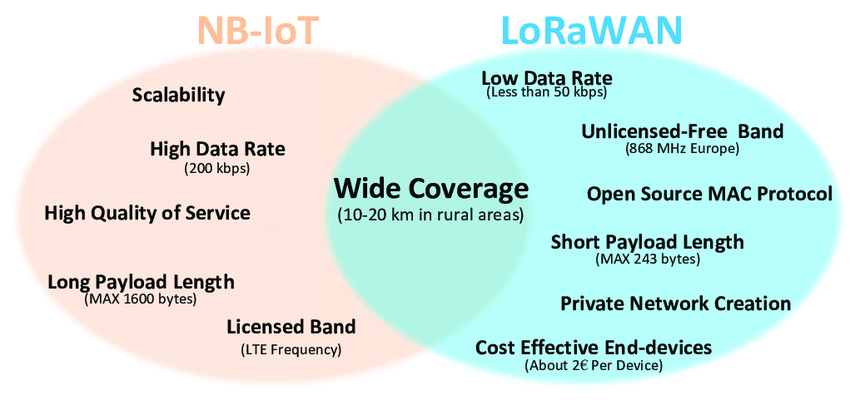 NB-IoT
LoRaWAN
Scalability
High Data Rate
(200 kbps)
High Quality of Service
Long Payload Length
(MAX 1600 bytes)
Licensed Band
(LTE Frequency)
Wide Coverage
(10-20 km in rural areas)
Low Data Rate
(Less than 50 kbps)
Unlicensed-Free Band
(868 MHz Europe)
Open Source MAC Protocol
Short Payload Length
(MAX 243 bytes)
Private Network Creation
Cost Effective End-devices
(About 2€ Per Device)